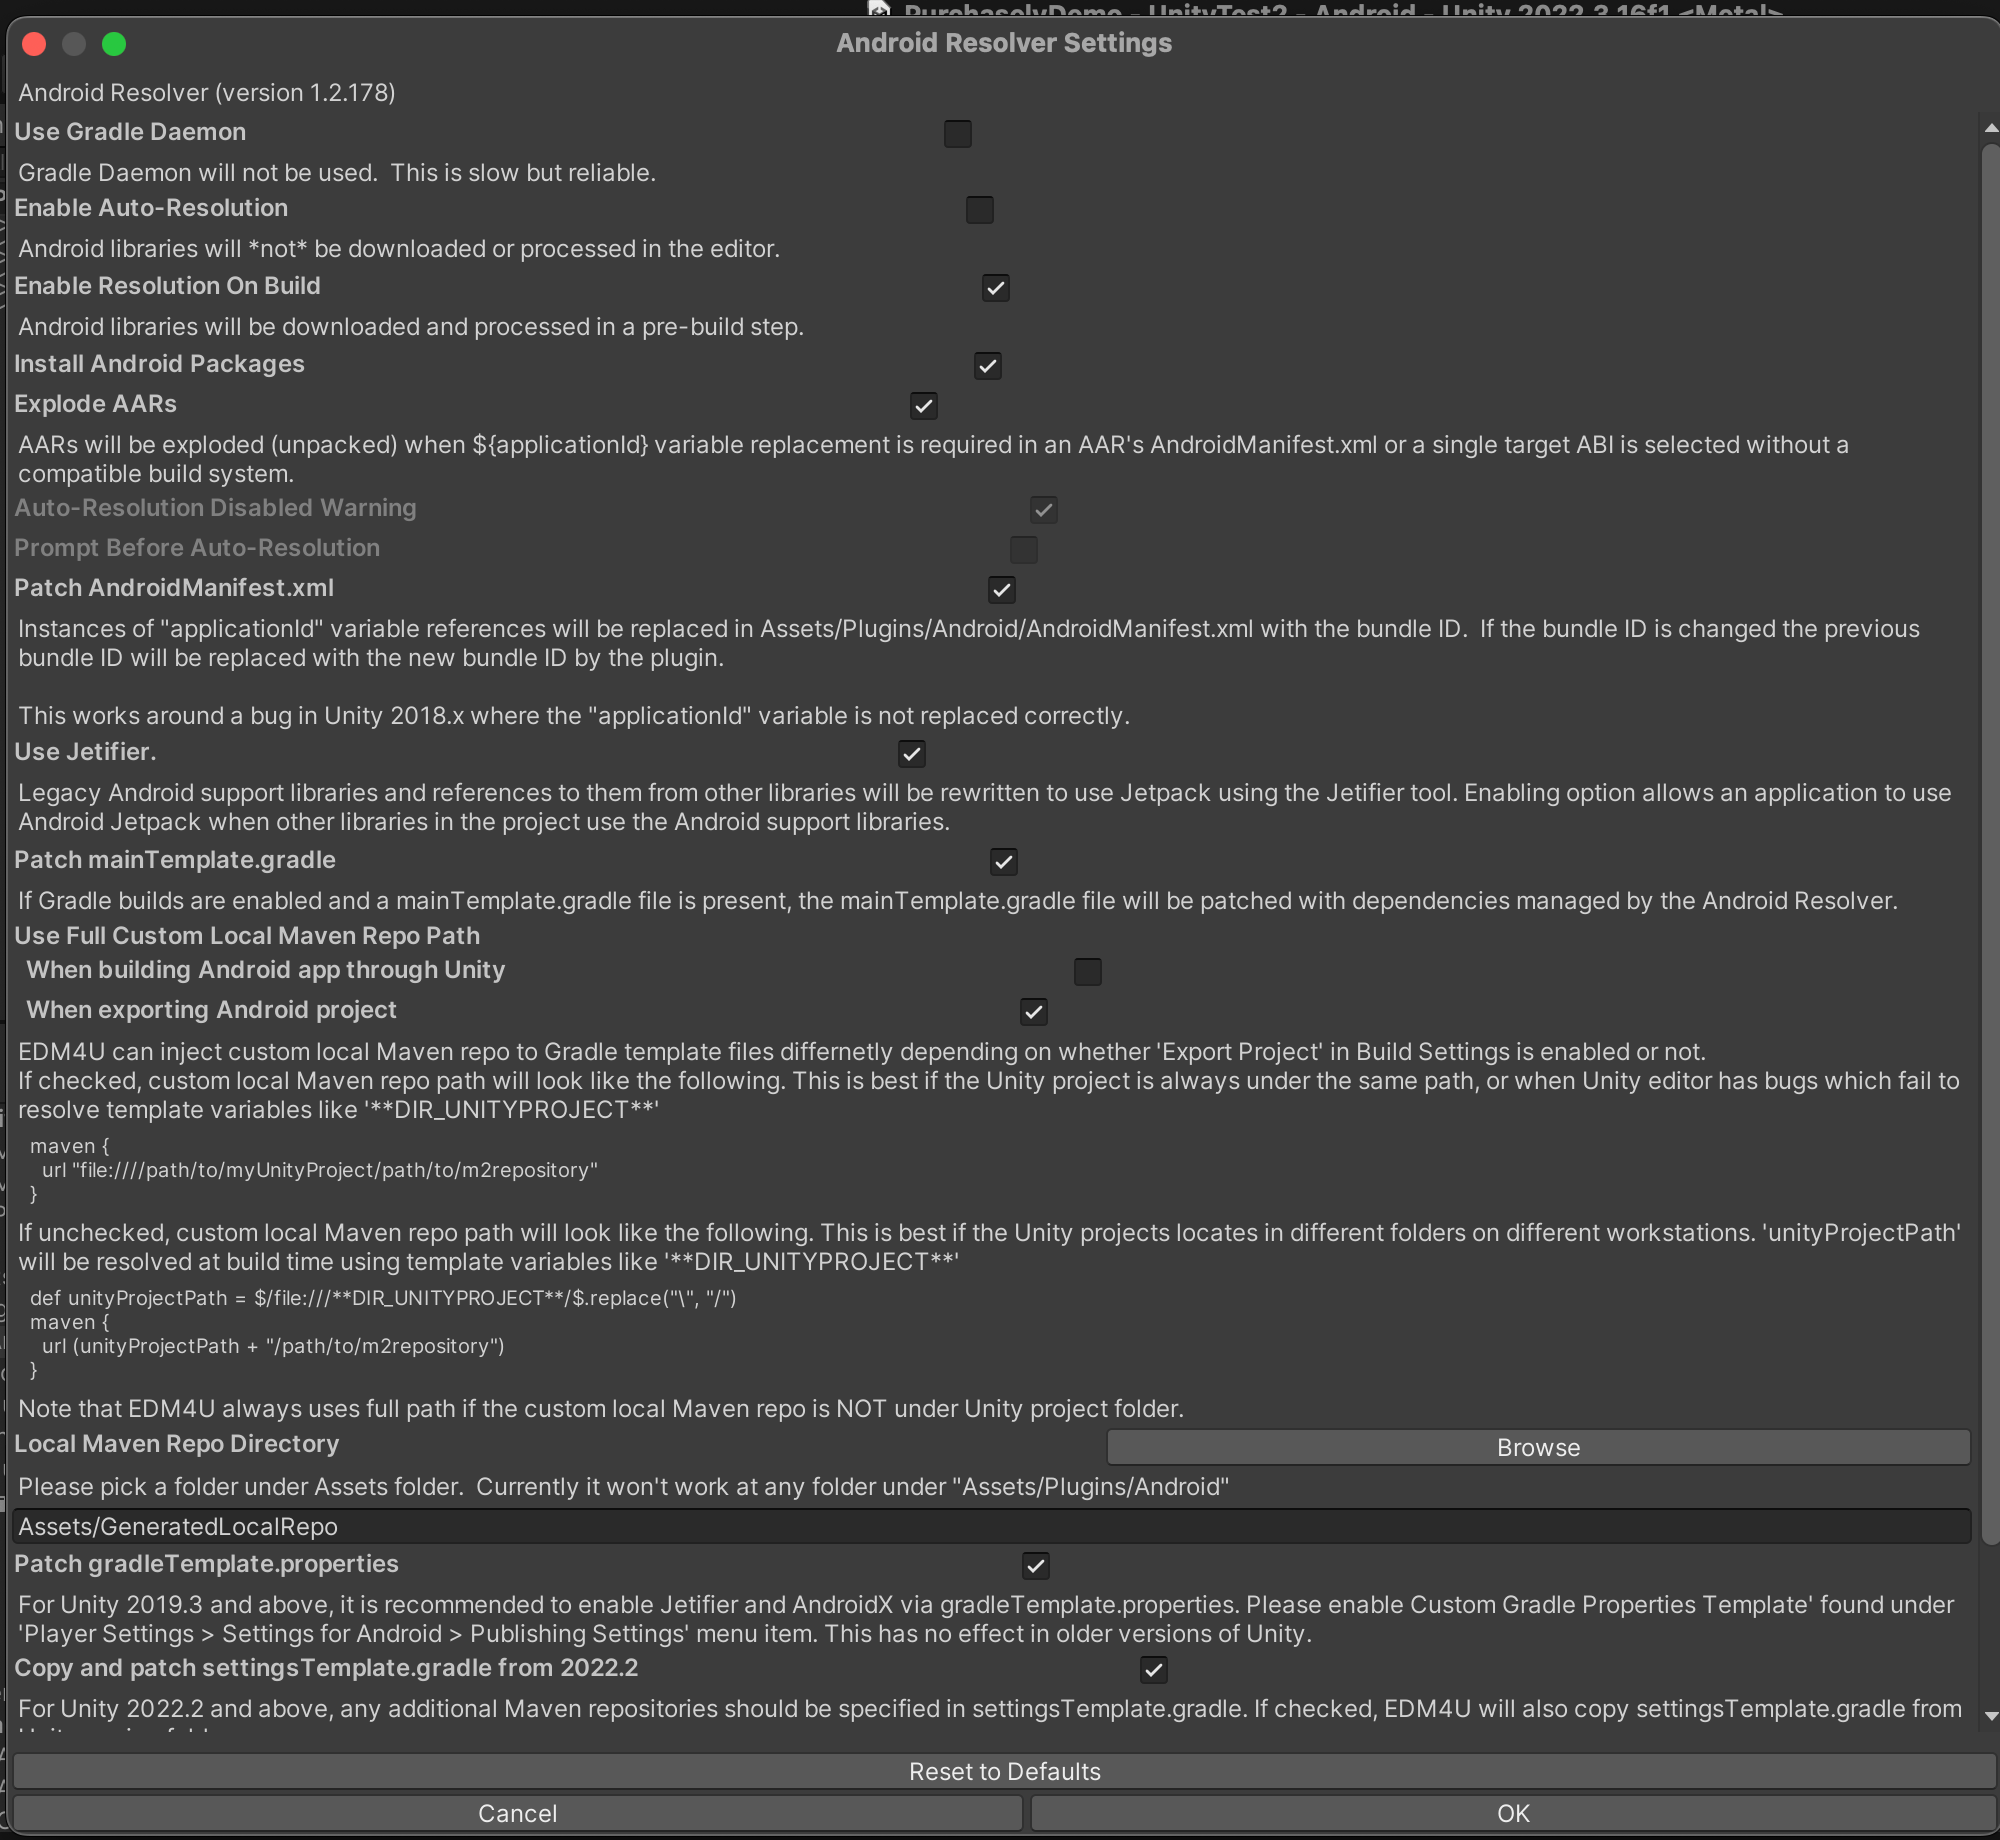 PurchaselyDemo - UnityTest2 - Android - Unity 2022.3.16f1 <Metal>
Android Resolver Settings
Android Resolver (version 1.2.178)
Use Gradle Daemon
Gradle Daemon will not be used.  This is slow but reliable.
Enable Auto-Resolution
Android libraries will *not* be downloaded or processed in the editor.
Enable Resolution On Build
Android libraries will be downloaded and processed in a pre-build step.
Install Android Packages
Explode AARs
AARs will be exploded (unpacked) when ${applicationId} variable replacement is required in an AAR's AndroidManifest.xml or a single target ABI is selected without a
compatible build system.
Auto-Resolution Disabled Warning
Prompt Before Auto-Resolution
Patch AndroidManifest.xml
Instances of "applicationId" variable references will be replaced in Assets/Plugins/Android/AndroidManifest.xml with the bundle ID.  If the bundle ID is changed the previous
bundle ID will be replaced with the new bundle ID by the plugin.
This works around a bug in Unity 2018.x where the "applicationId" variable is not replaced correctly.
Use Jetifier.
Legacy Android support libraries and references to them from other libraries will be rewritten to use Jetpack using the Jetifier tool. Enabling option allows an application to use
Android Jetpack when other libraries in the project use the Android support libraries.
Patch mainTemplate.gradle
If Gradle builds are enabled and a mainTemplate.gradle file is present, the mainTemplate.gradle file will be patched with dependencies managed by the Android Resolver.
Use Full Custom Local Maven Repo Path
When building Android app through Unity
When exporting Android project
EDM4U can inject custom local Maven repo to Gradle template files differnetly depending on whether 'Export Project' in Build Settings is enabled or not.
If checked, custom local Maven repo path will look like the following. This is best if the Unity project is always under the same path, or when Unity editor has bugs which fail to
resolve template variables like '**DIR_UNITYPROJECT**'
maven {
url "file:////path/to/myUnityProject/path/to/m2repository"
}
If unchecked, custom local Maven repo path will look like the following. This is best if the Unity projects locates in different folders on different workstations. 'unityProjectPath'
will be resolved at build time using template variables like '**DIR_UNITYPROJECT**'
def unityProjectPath = $/file:///**DIR_UNITYPROJECT**/$.replace("\", "/")
maven {
url (unityProjectPath + "/path/to/m2repository")
}
Note that EDM4U always uses full path if the custom local Maven repo is NOT under Unity project folder.
Local Maven Repo Directory
Browse
Please pick a folder under Assets folder.  Currently it won't work at any folder under "Assets/Plugins/Android"
Assets/GeneratedLocalRepo
Patch gradleTemplate.properties
For Unity 2019.3 and above, it is recommended to enable Jetifier and AndroidX via gradleTemplate.properties. Please enable Custom Gradle Properties Template' found under
'Player Settings > Settings for Android > Publishing Settings' menu item. This has no effect in older versions of Unity.
Copy and patch settingsTemplate.gradle from 2022.2
For Unity 2022.2 and above, any additional Maven repositories should be specified in settingsTemplate.gradle. If checked, EDM4U will also copy settingsTemplate.gradle from
Reset to Defaults
Cancel
OK